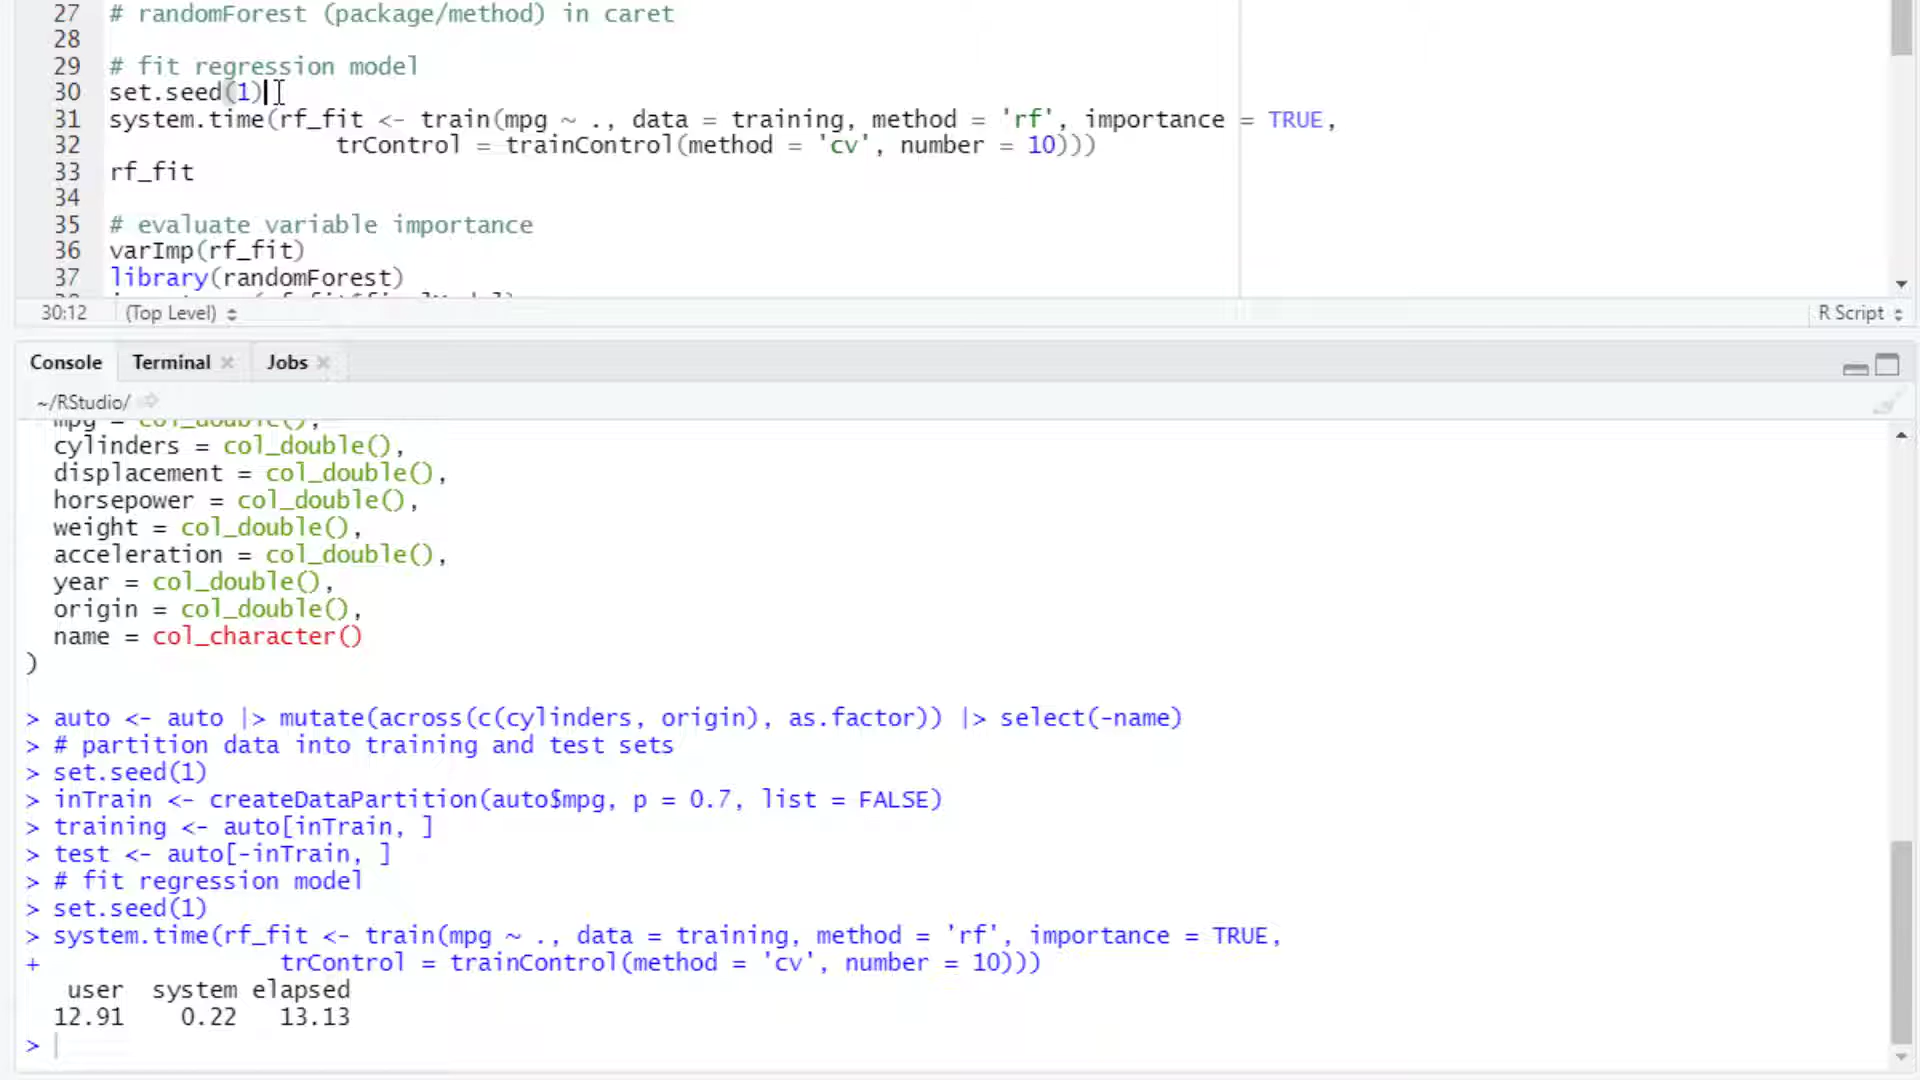 27 # randomForest (package/method) in caret
28
29 # fit regression model
30 set.seed(1)
31 system.time(rf_fit <- train(mpg ~ ., data = training, method = 'rf', importance = TRUE,
32 trControl = trainControl(method = 'cv', number = 10)))
33 rf_fit
34
35 # evaluate variable importance
36 varImp(rf_fit)
37 library(randomForest)
30:12 (Top Level) R Script
Console Terminal Jobs
~/RStudio/
mpg = col_double(),
cylinders = col_double(),
displacement = col_double(),
horsepower = col_double(),
weight = col_double(),
acceleration = col_double(),
year = col_double(),
origin = col_double(),
name = col_character()
)
> auto <- auto |> mutate(across(c(cylinders, origin), as.factor)) |> select(-name)
> # partition data into training and test sets
> set.seed(1)
> inTrain <- createDataPartition(auto$mpg, p = 0.7, list = FALSE)
> training <- auto[inTrain, ]
> test <- auto[-inTrain, ]
> # fit regression model
> set.seed(1)
> system.time(rf_fit <- train(mpg ~ ., data = training, method = 'rf', importance = TRUE,
+ trControl = trainControl(method = 'cv', number = 10)))
user system elapsed
12.91 0.22 13.13
>